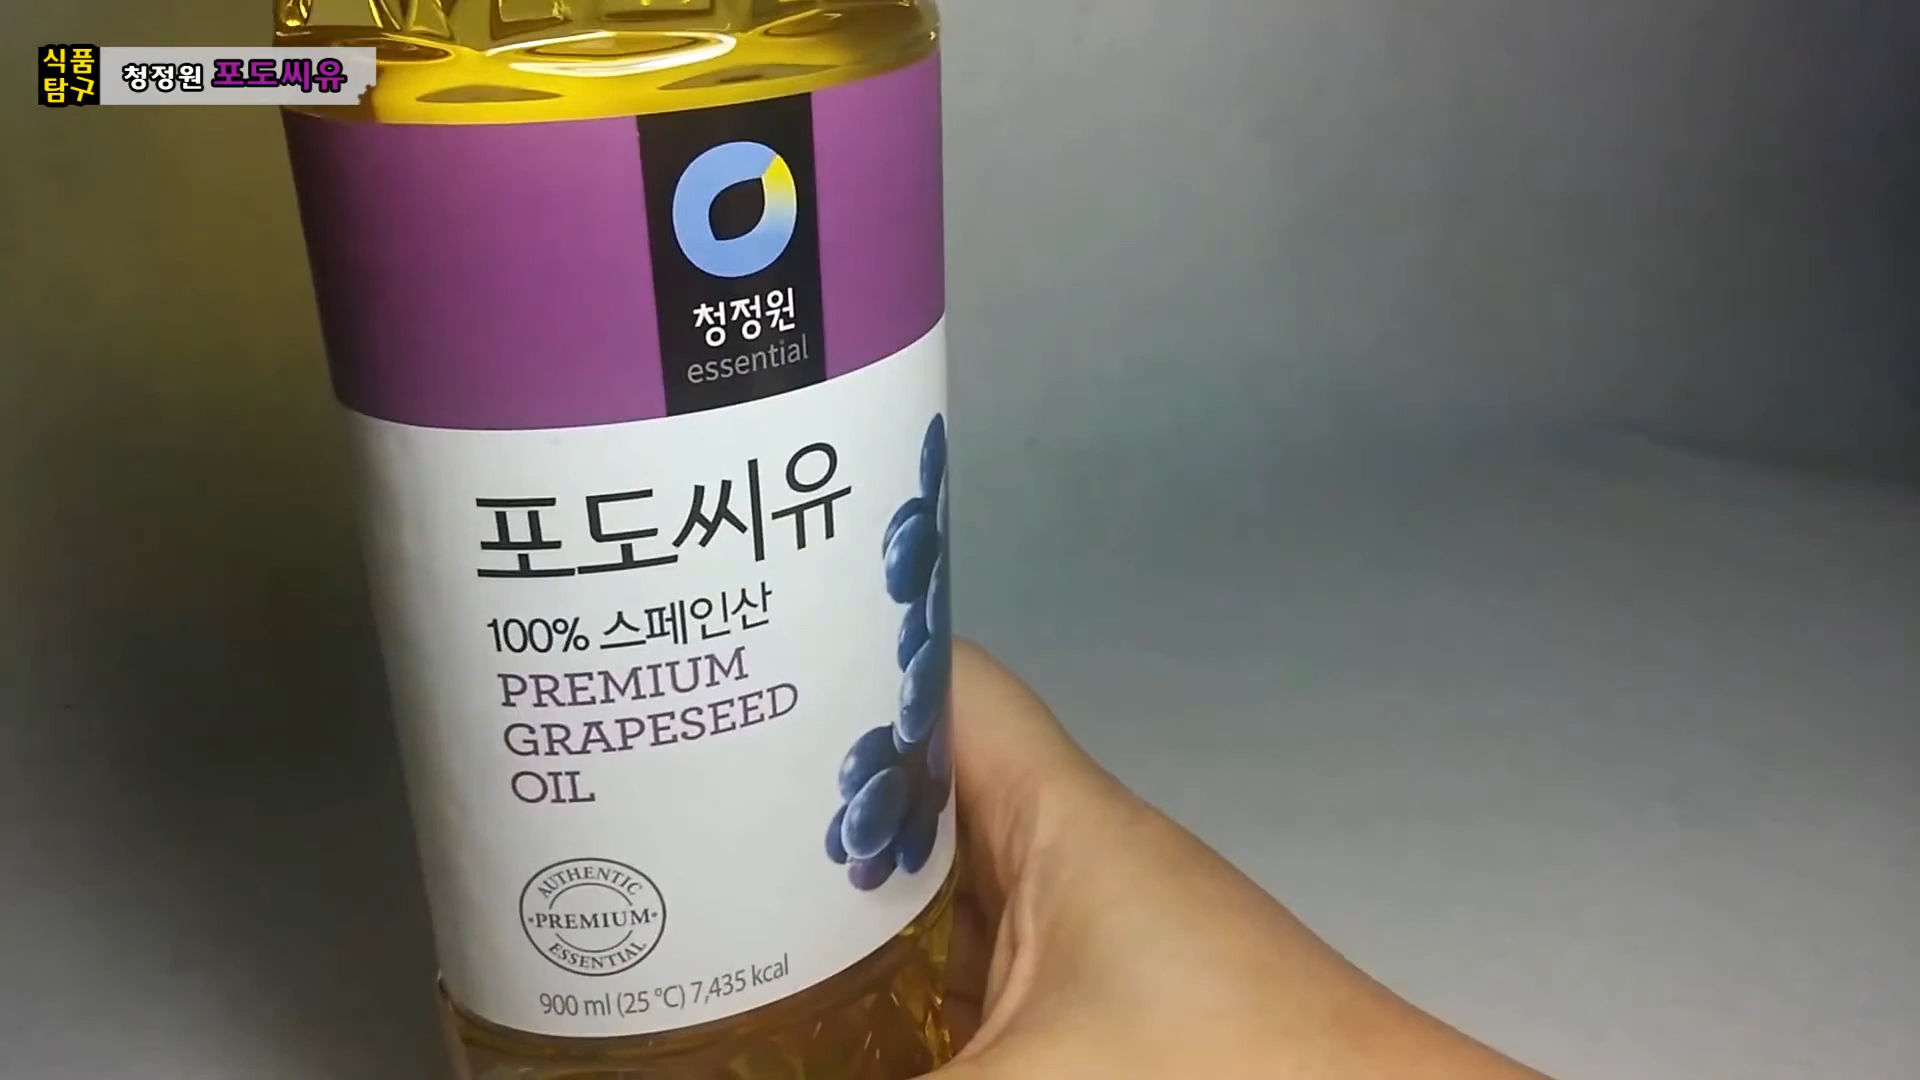 식품
탐구
청정원 포도씨유
청정원
essential
포도씨유
100% 스페인산
PREMIUM
GRAPESEED
OIL
AUTHENTIC
PREMIUM
ESSENTIAL
900 ml (25 °C) 7,435 kcal